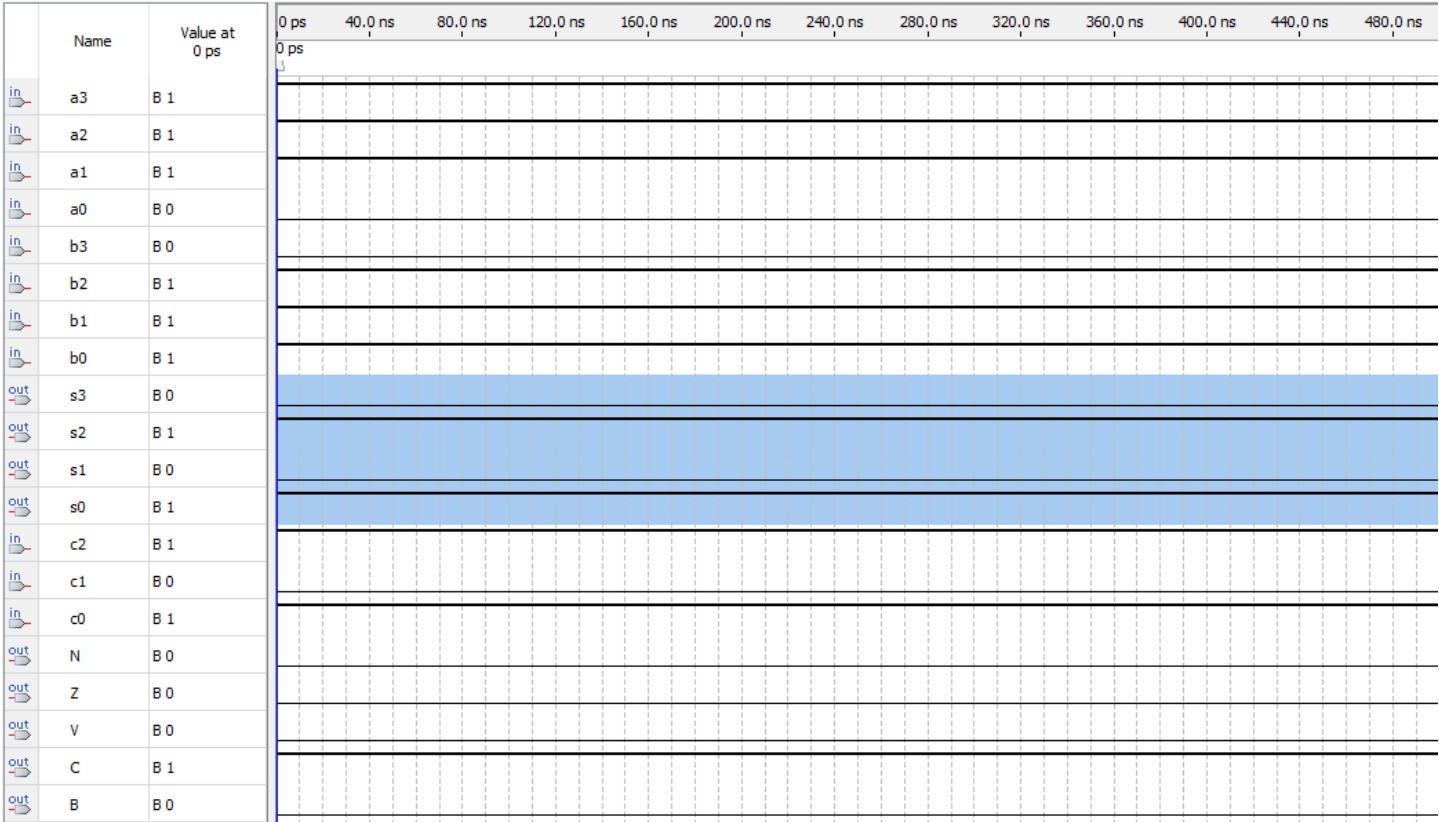 Name Value at 0 ps 0 ps 40.0 ns 80.0 ns 120.0 ns 160.0 ns 200.0 ns 240.0 ns 280.0 ns 320.0 ns 360.0 ns 400.0 ns 440.0 ns 480.0 ns
0 ps
in a3 B 1
in a2 B 1
in a1 B 1
in a0 B 0
in b3 B 0
in b2 B 1
in b1 B 1
in b0 B 1
out s3 B 0
out s2 B 1
out s1 B 0
out s0 B 1
in c2 B 1
in c1 B 0
in c0 B 1
out N B 0
out Z B 0
out V B 0
out C B 1
out B B 0